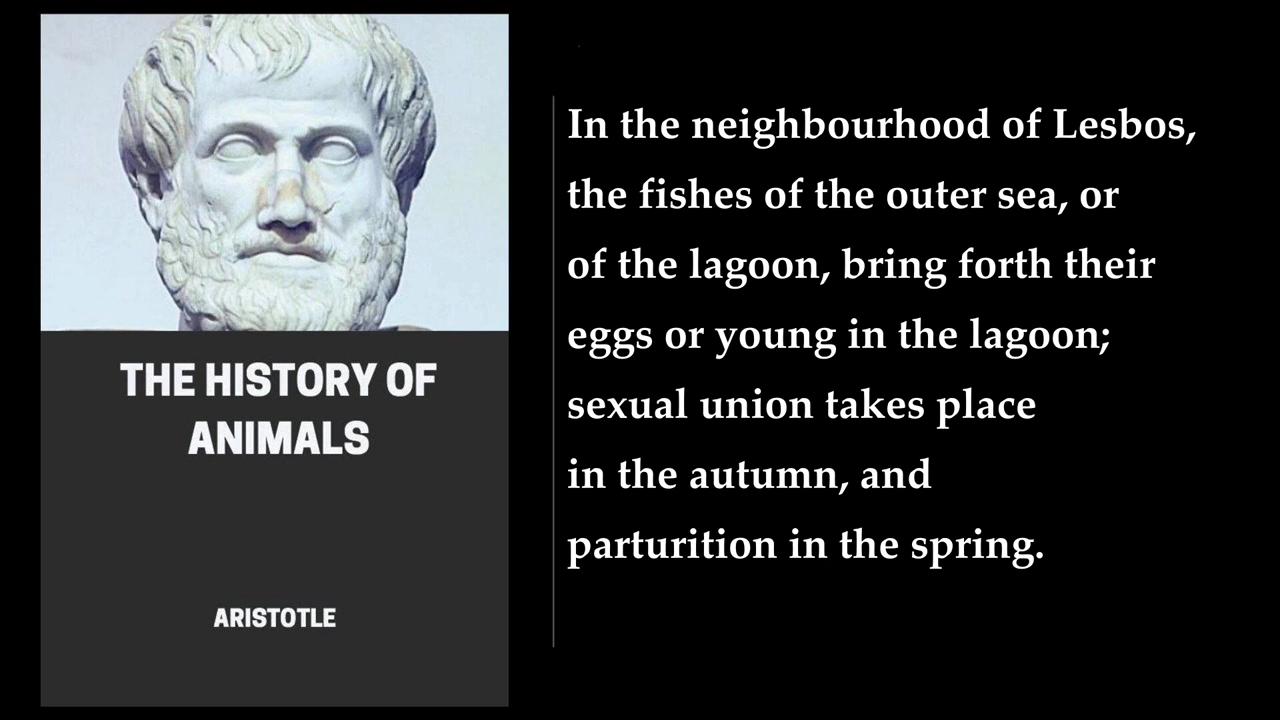 THE HISTORY OF
ANIMALS
ARISTOTLE
In the neighbourhood of Lesbos,
the fishes of the outer sea, or
of the lagoon, bring forth their
eggs or young in the lagoon;
sexual union takes place
in the autumn, and
parturition in the spring.